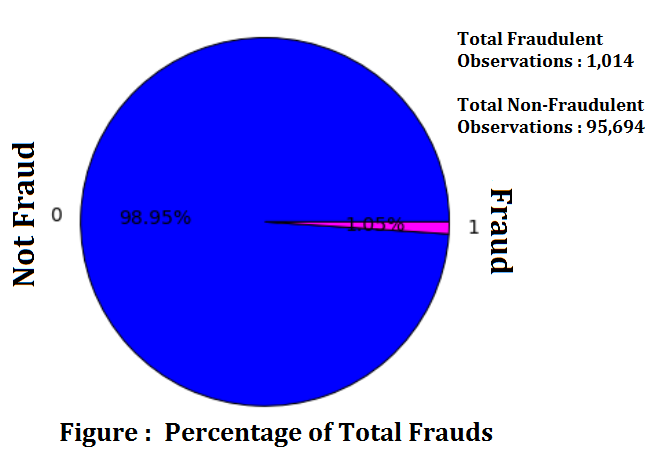 Total Fraudulent
Observations : 1,014
Total Non-Fraudulent
Observations : 95,694
Not Fraud
0
98.95%
1.05%
1
Fraud
Figure :  Percentage of Total Frauds